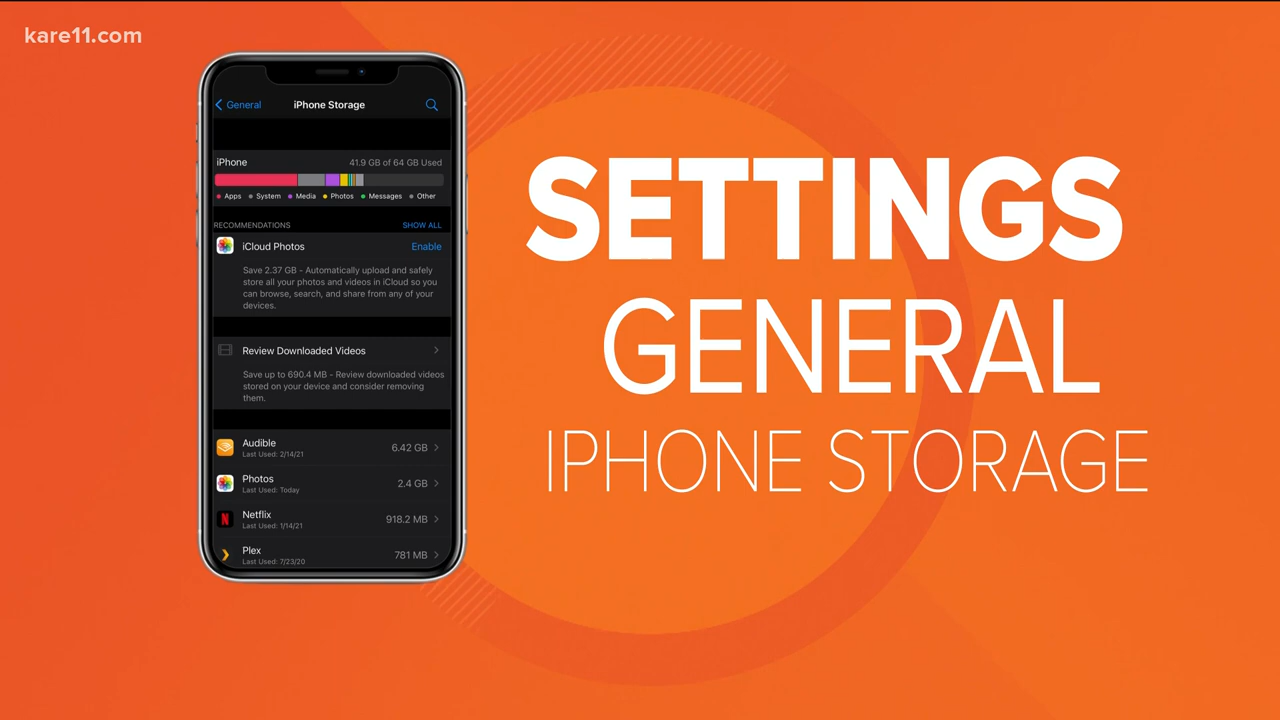 kare11.com
General
iPhone Storage
iPhone
41.9 GB of 64 GB Used
Apps System Media Photos Messages Other
RECOMMENDATIONS
SHOW ALL
iCloud Photos
Enable
Save 2.37 GB - Automatically upload and safely
store all your photos and videos in iCloud so you
can browse, search, and share from any of your
devices.
Review Downloaded Videos
Save up to 690.4 MB - Review downloaded videos
stored on your device and consider removing
them.
Audible
Last Used: 2/14/21
6.42 GB
Photos
Last Used: Today
2.4 GB
Netflix
Last Used: 1/14/21
918.2 MB
Plex
Last Used: 7/23/20
781 MB
SETTINGS
GENERAL
IPHONE STORAGE